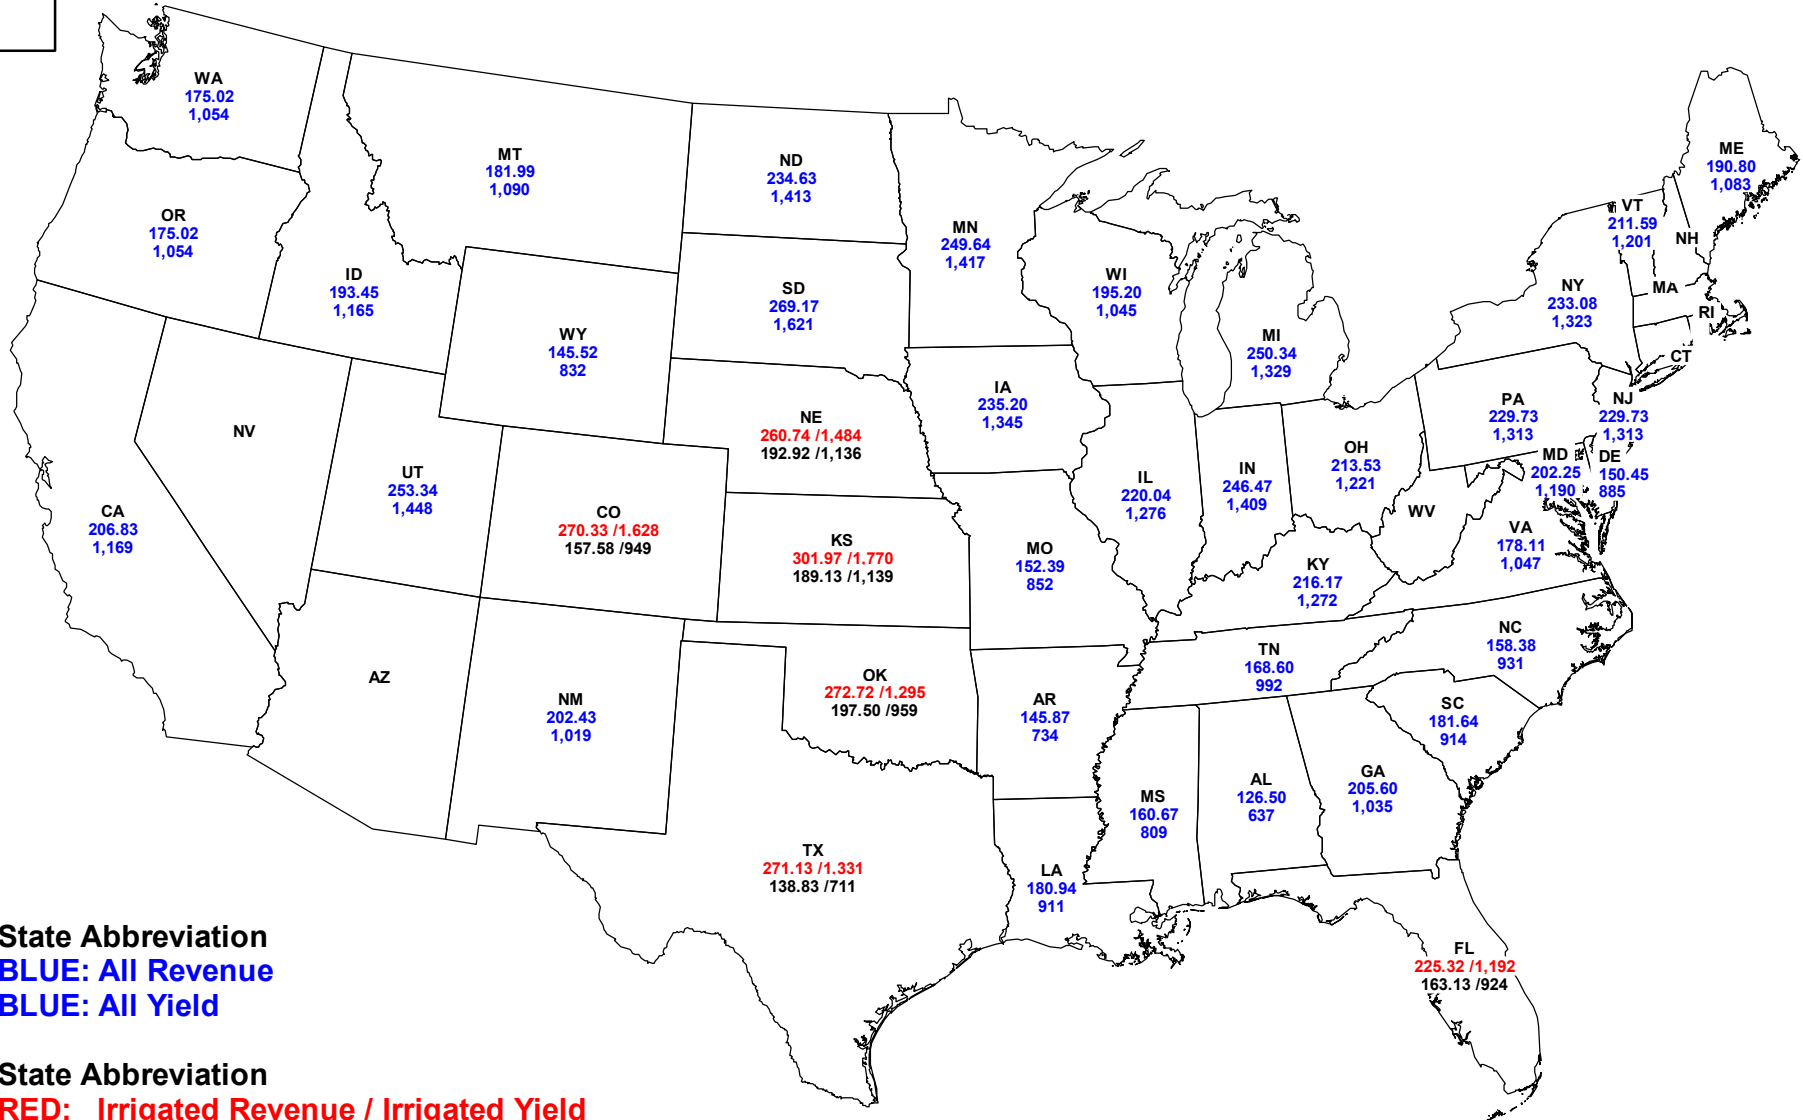 WA
175.02
1,054
OR
175.02
1,054
CA
206.83
1,169
NV
ID
193.45
1,165
MT
181.99
1,090
WY
145.52
832
UT
253.34
1,448
CO
270.33 /1,628
157.58 /949
AZ
NM
202.43
1,019
ND
234.63
1,413
SD
269.17
1,621
NE
260.74 /1,484
192.92 /1,136
KS
301.97 /1,770
189.13 /1,139
OK
272.72 /1,295
197.50 /959
TX
271.13 /1,331
138.83 /711
MN
249.64
1,417
IA
235.20
1,345
MO
152.39
852
AR
145.87
734
LA
180.94
911
WI
195.20
1,045
IL
220.04
1,276
MI
250.34
1,329
IN
246.47
1,409
OH
213.53
1,221
KY
216.17
1,272
TN
168.60
992
MS
160.67
809
AL
126.50
637
GA
205.60
1,035
FL
225.32 /1,192
163.13 /924
SC
181.64
914
NC
158.38
931
VA
178.11
1,047
WV
MD
202.25
1,190
DE
150.45
885
PA
229.73
1,313
NJ
229.73
1,313
NY
233.08
1,323
CT
RI
MA
VT
211.59
1,201
NH
ME
190.80
1,083
State Abbreviation
BLUE: All Revenue
BLUE: All Yield
State Abbreviation
RED: Irrigated Revenue / Irrigated Yield